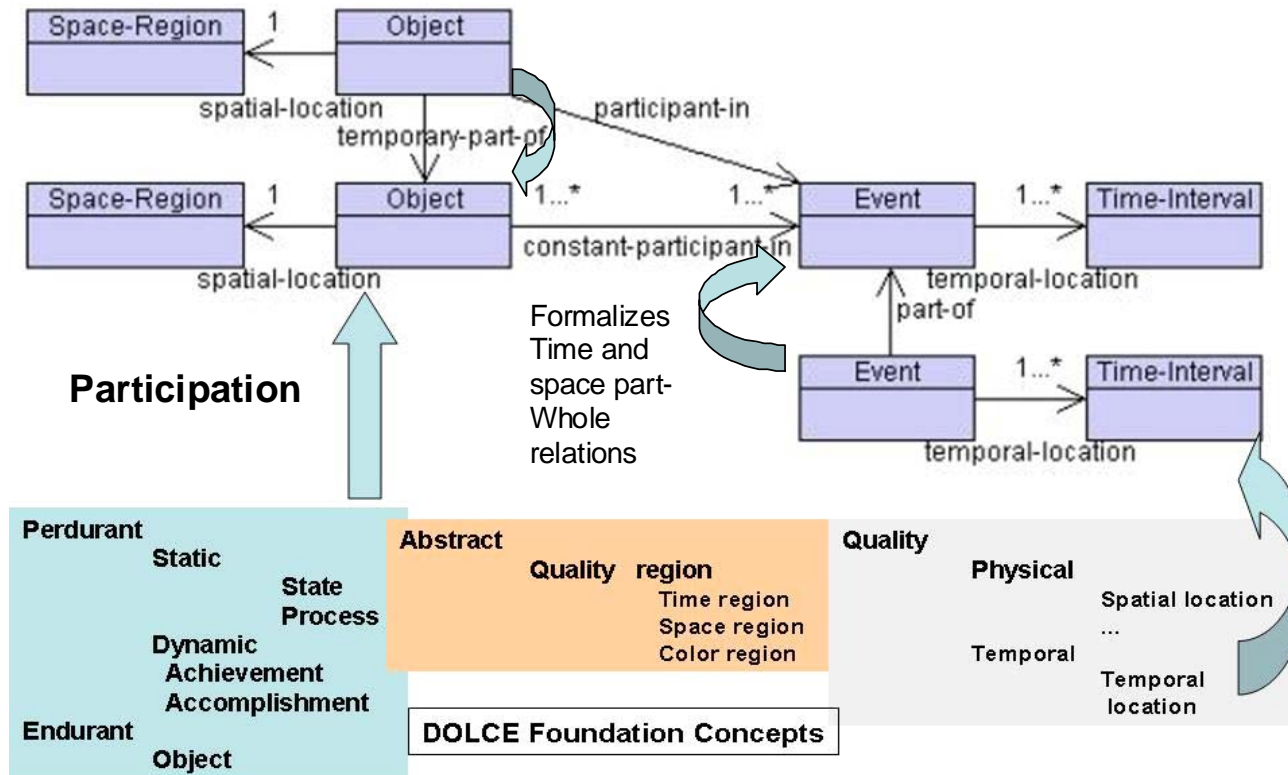 Space-Region
1
Object
spatial-location
participant-in
temporary-part-of
Space-Region
1
Object
1...*
1...*
Event
1...*
Time-Interval
constant-participant-in
spatial-location
temporal-location
part-of
Formalizes
Time and
space part-
Whole
relations
Participation
Event
1...*
Time-Interval
temporal-location
Perdurant
Static
State
Process
Dynamic
Achievement
Accomplishment
Endurant
Object
Abstract
Quality region
Time region
Space region
Color region
Quality
Physical
Spatial location
...
Temporal
Temporal
location
DOLCE Foundation Concepts